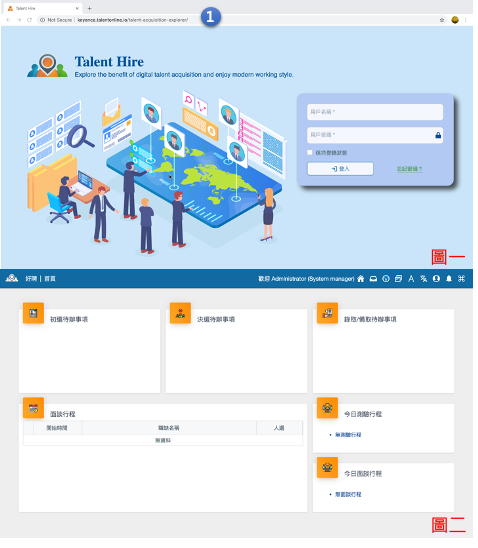 Talent Hire
Not Secure | keyence.talentonline.io/talent-acquisition-explorer/
1
Talent Hire
Explore the benefit of digital talent acquisition and enjoy modern working style.
用戶名稱 *
用戶密碼 *
保持登錄狀態
登入
忘記密碼？
圖一
好聘 | 首頁
歡迎 Administrator (System manager)
初選待辦事項
決選待辦事項
錄取/備取待辦事項
面談行程
開始時間 職缺名稱 人選
無資料
今日測驗行程
無測驗行程
今日面談行程
無面談行程
圖二